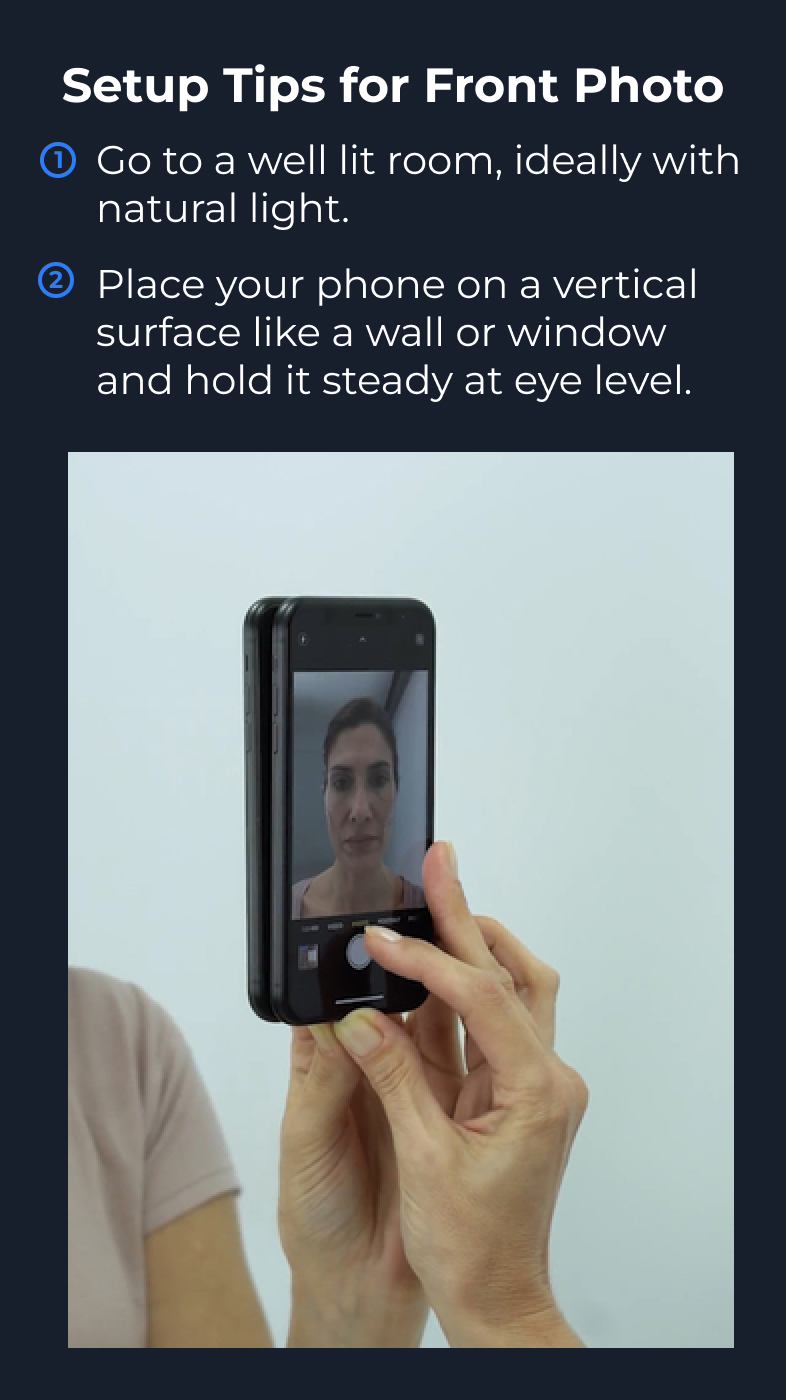 Setup Tips for Front Photo
1 Go to a well lit room, ideally with
natural light.
2 Place your phone on a vertical
surface like a wall or window
and hold it steady at eye level.